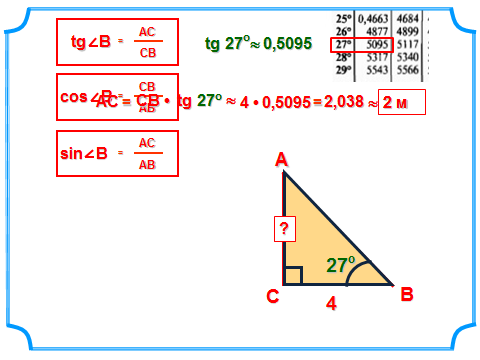 tg∠B = AC/CB
tg 27° ≈ 0,5095
25° 0,4663 4684
26° 4877 4899
27° 5095 5117
28° 5317 5340
29° 5543 5566
cos∠B = CB/AB
AC = CB • tg 27° ≈ 4 • 0,5095 = 2,038 ≈ 2 м
sin∠B = AC/AB
A
?
27°
C
4
B